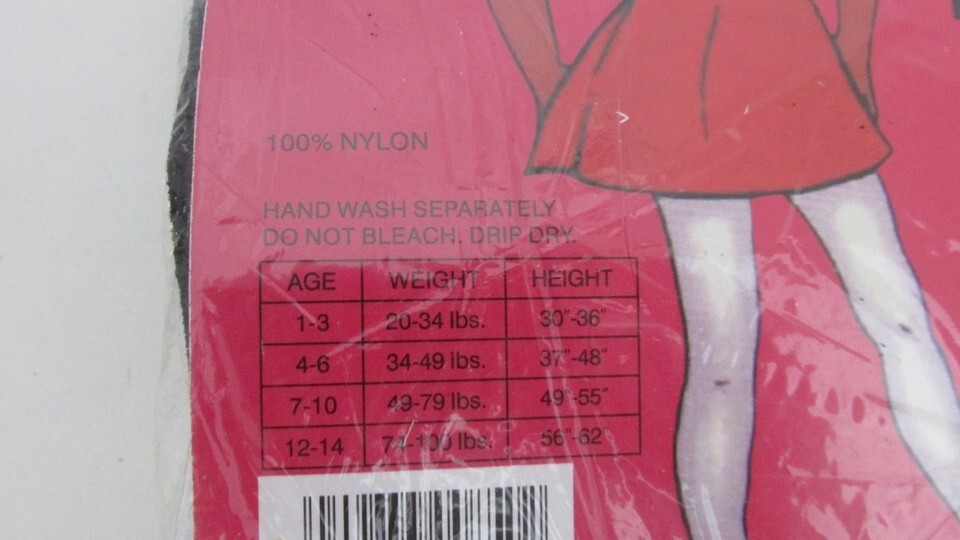 100% NYLON
HAND WASH SEPARATELY
DO NOT BLEACH. DRIP DRY.
AGE WEIGHT HEIGHT
1-3 20-34 lbs. 30"-36"
4-6 34-49 lbs. 37"-48"
7-10 49-79 lbs. 49"-55"
12-14 74-100 lbs. 56"-62"